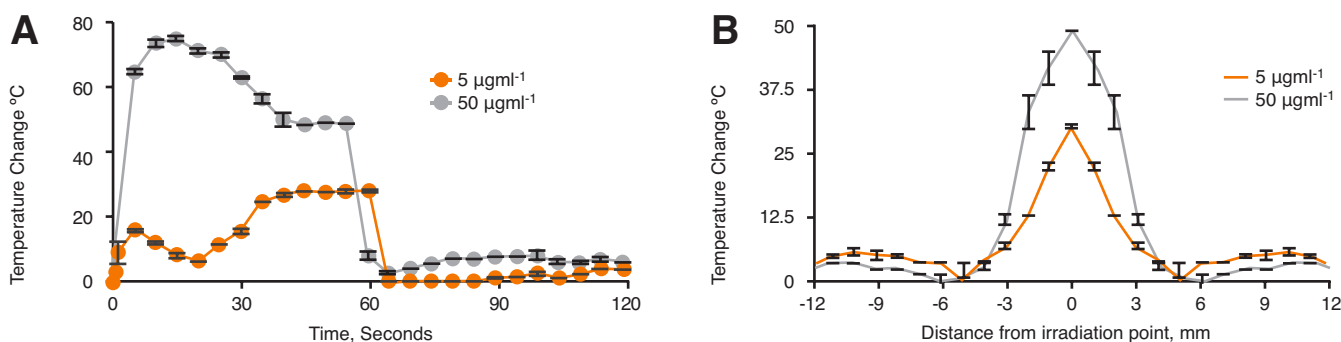 A
Temperature Change °C
80
60
40
20
0
0
30
60
90
120
Time, Seconds
5 µgml-1
50 µgml-1
B
Temperature Change °C
50
37.5
25
12.5
0
-12
-9
-6
-3
0
3
6
9
12
Distance from irradiation point, mm
5 µgml-1
50 µgml-1